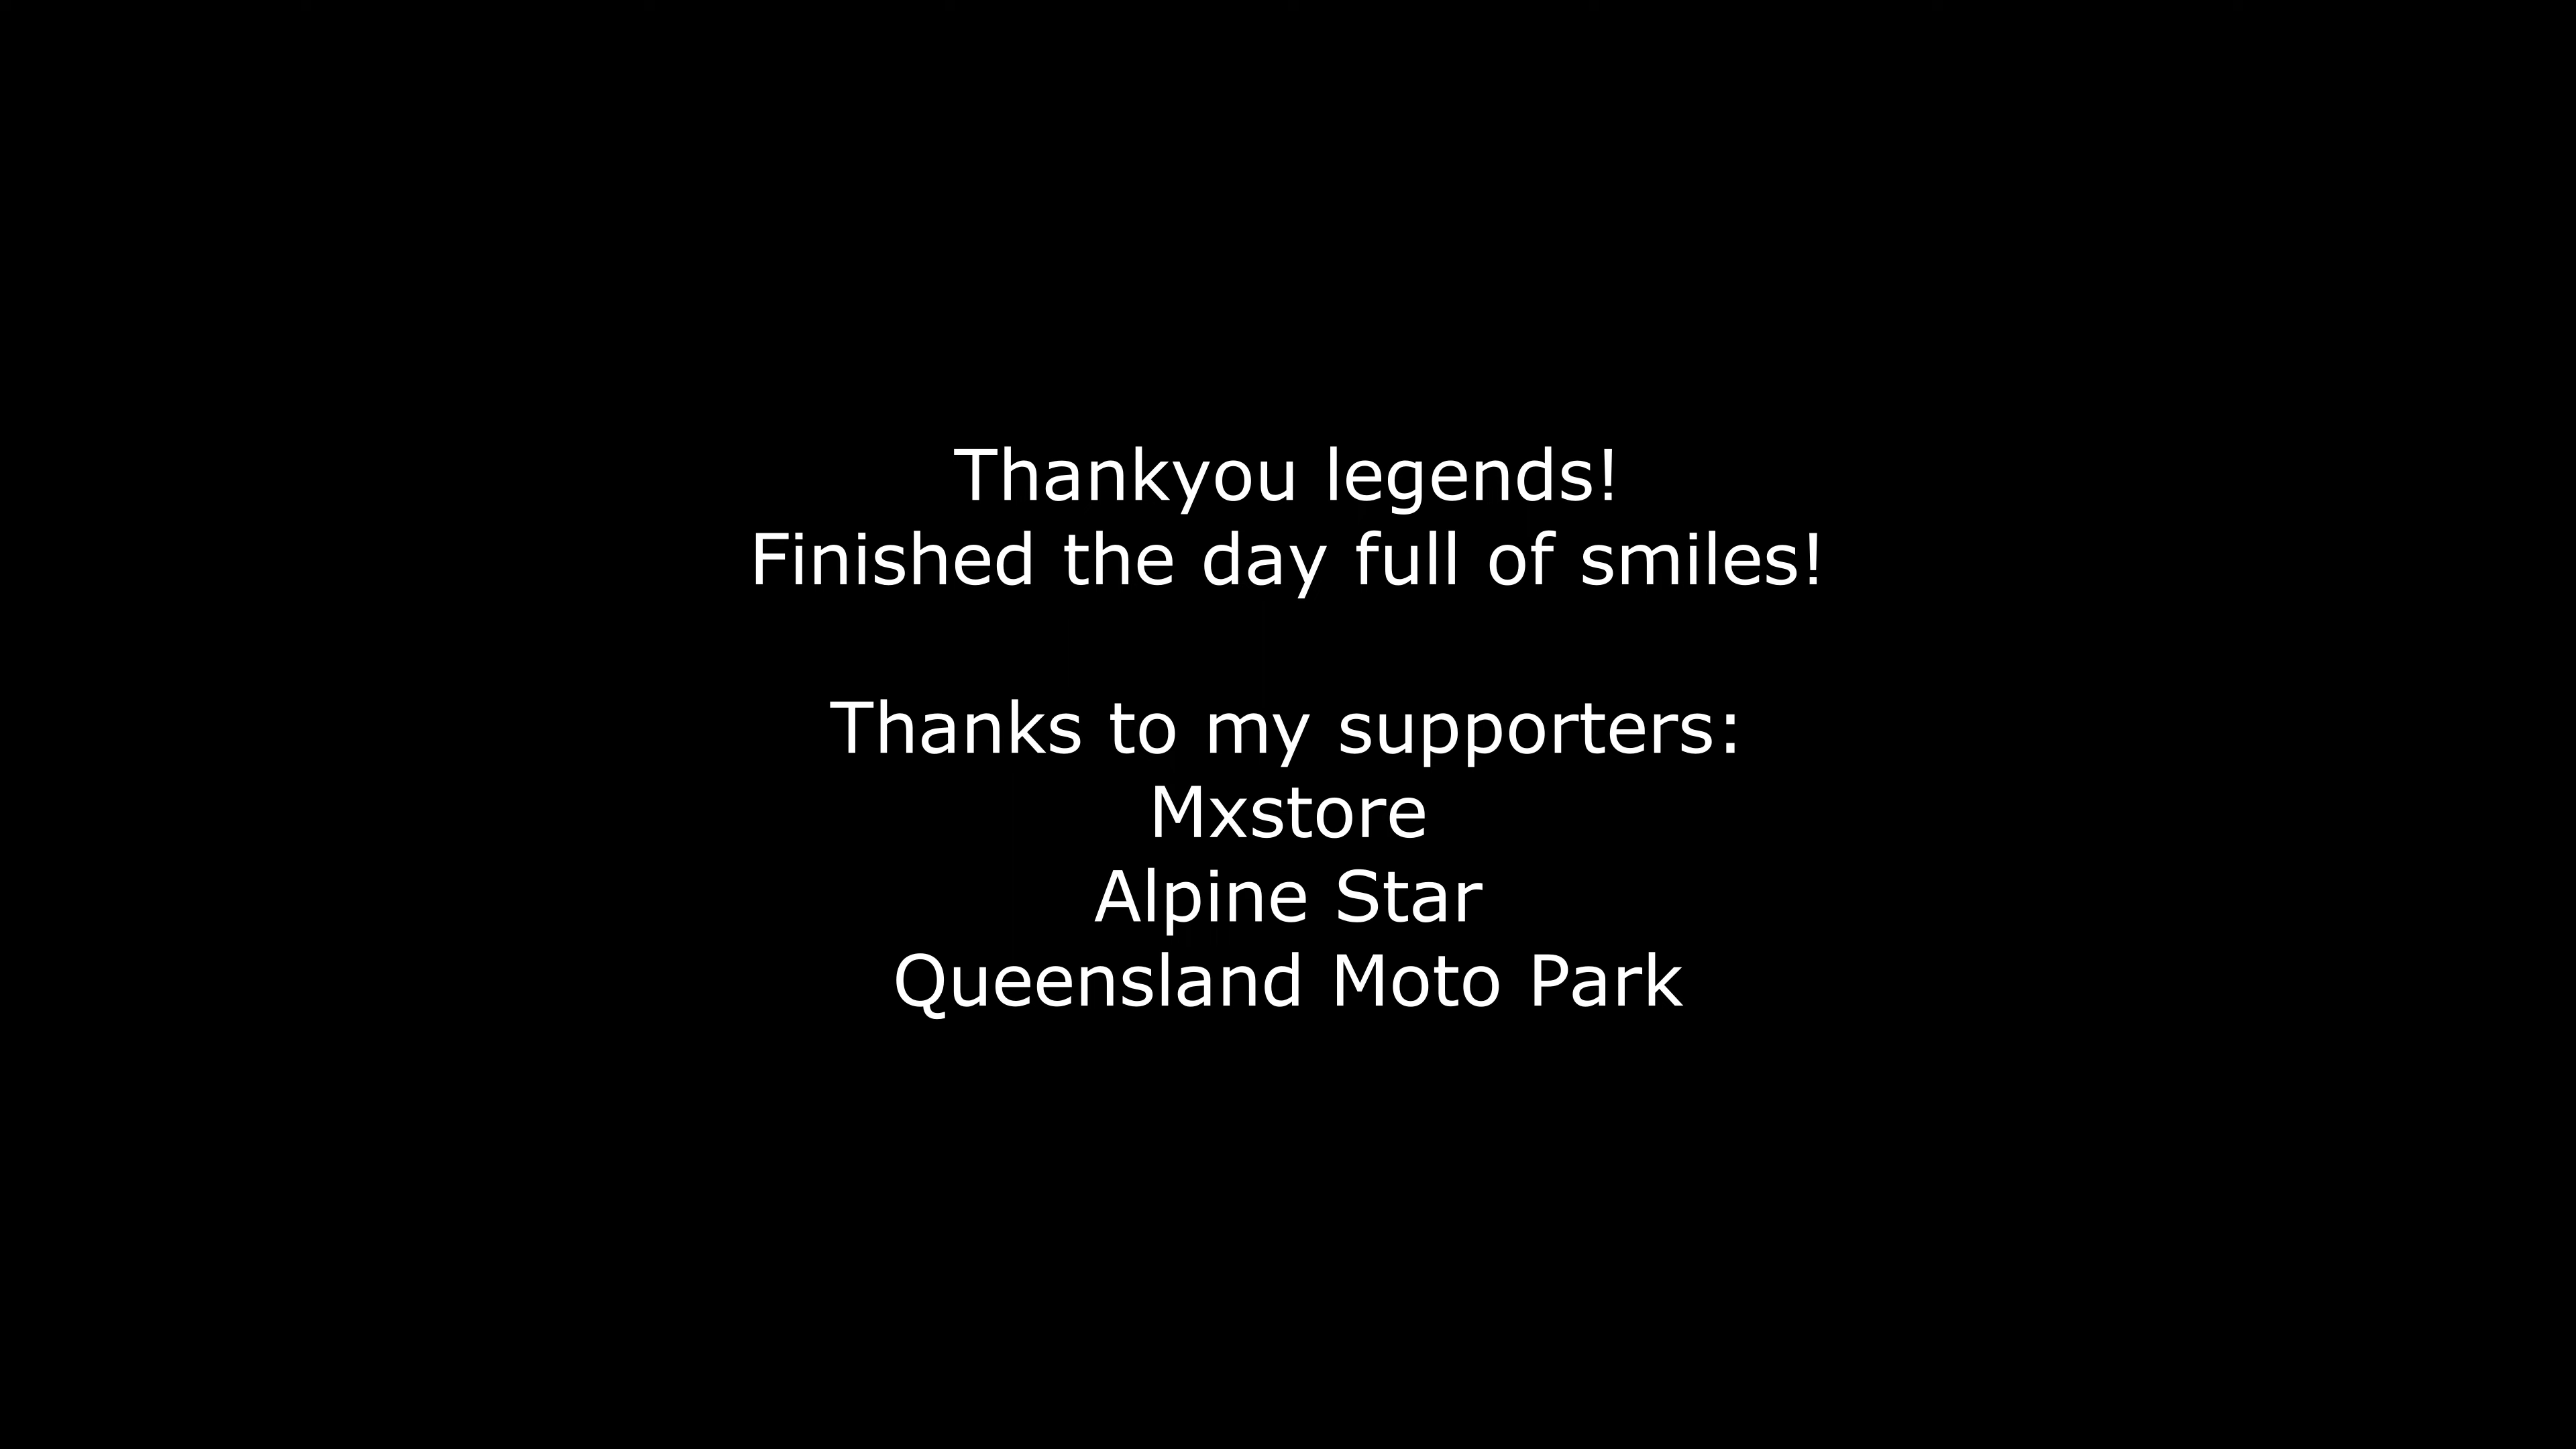 Thankyou legends!
Finished the day full of smiles!
Thanks to my supporters:
Mxstore
Alpine Star
Queensland Moto Park